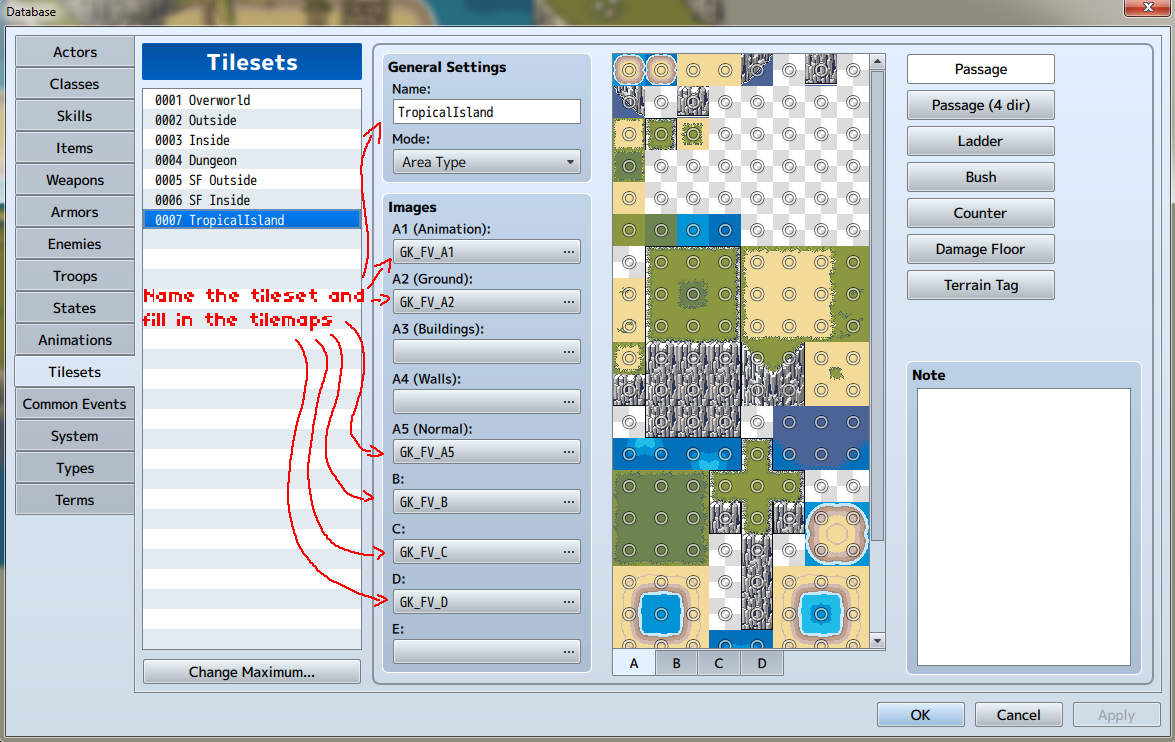 Database
x
Actors
Classes
Skills
Items
Weapons
Armors
Enemies
Troops
States
Animations
Tilesets
Common Events
System
Types
Terms
Tilesets
0001 Overworld
0002 Outside
0003 Inside
0004 Dungeon
0005 SF Outside
0006 SF Inside
0007 TropicalIsland
Name the tileset and
fill in the tilemaps
Change Maximum...
General Settings
Name:
TropicalIsland
Mode:
Area Type
Images
A1 (Animation):
GK_FV_A1 ...
A2 (Ground):
GK_FV_A2 ...
A3 (Buildings):
...
A4 (Walls):
...
A5 (Normal):
GK_FV_A5 ...
B:
GK_FV_B ...
C:
GK_FV_C ...
D:
GK_FV_D ...
E:
...
A B C D
Passage
Passage (4 dir)
Ladder
Bush
Counter
Damage Floor
Terrain Tag
Note
OK Cancel Apply